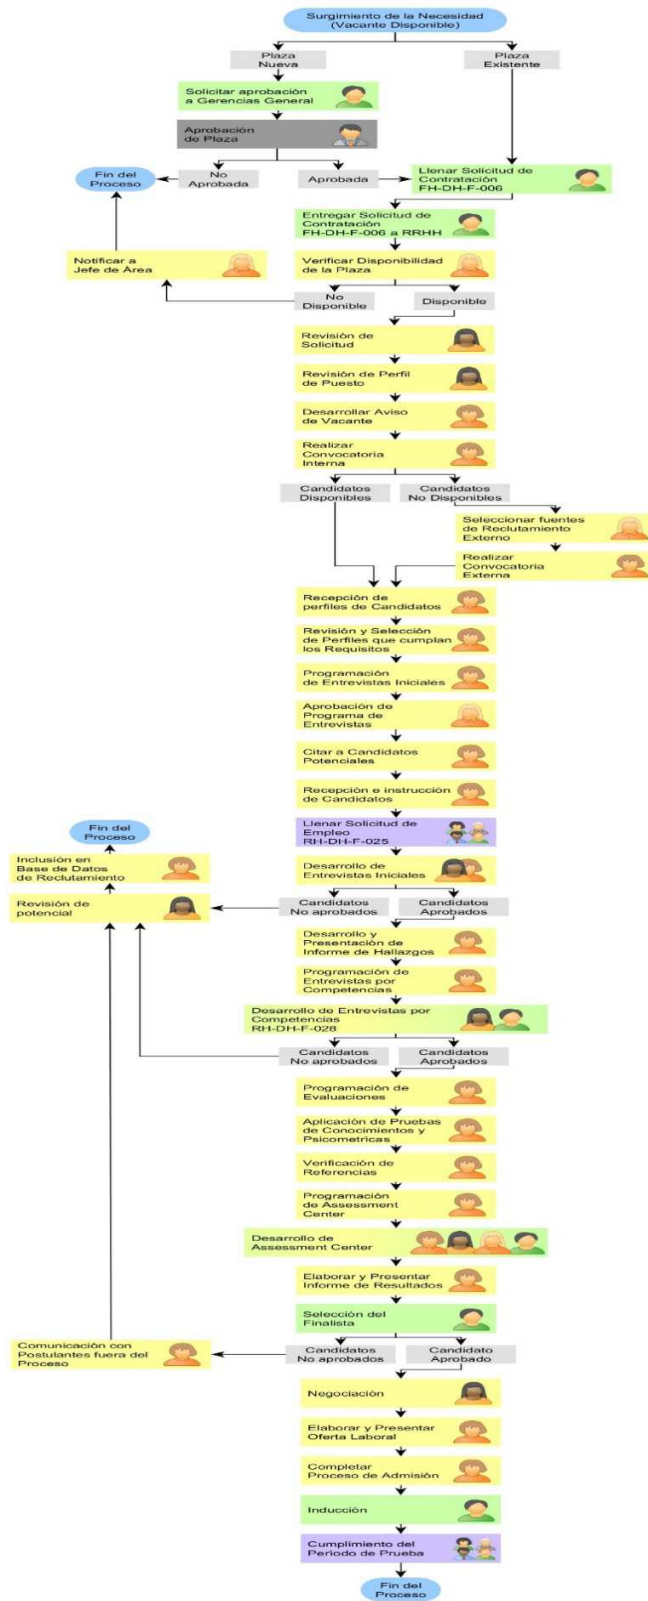 Surgimiento de la Necesidad
(Vacante Disponible)
Plaza
Nueva
Plaza
Existente
Solicitar aprobación
a Gerencias General
Aprobación
de Plaza
Fin del
Proceso
No
Aprobada
Aprobada
Llenar Solicitud de
Contratación
FH-DH-F-006
Entregar Solicitud de
Contratación
FH-DH-F-006 a RRHH
Notificar a
Jefe de Área
Verificar Disponibilidad
de la Plaza
No
Disponible
Disponible
Revisión de
Solicitud
Revisión de Perfil
de Puesto
Desarrollar Aviso
de Vacante
Realizar
Convocatoria
Interna
Candidatos
Disponibles
Candidatos
No Disponibles
Seleccionar fuentes
de Reclutamiento
Externo
Realizar
Convocatoria
Externa
Recepción de
perfiles de Candidatos
Revisión y Selección
de Perfiles que cumplan
los Requisitos
Programación
de Entrevistas Iniciales
Aprobación de
Programa de
Entrevistas
Citar a Candidatos
Potenciales
Recepción e instrucción
de Candidatos
Llenar Solicitud de
Empleo
RH-DH-F-025
Fin del
Proceso
Inclusión en
Base de Datos
de Reclutamiento
Desarrollo de
Entrevistas Iniciales
Revisión de
potencial
Candidatos
No aprobados
Candidatos
Aprobados
Desarrollo y
Presentación de
Informe de Hallazgos
Programación de
Entrevistas por
Competencias
Desarrollo de Entrevistas por
Competencias
RH-DH-F-028
Candidatos
No aprobados
Candidatos
Aprobados
Programación de
Evaluaciones
Aplicación de Pruebas
de Conocimientos y
Psicometricas
Verificación de
Referencias
Programación
de Assessment
Center
Desarrollo de
Assessment Center
Elaborar y Presentar
Informe de Resultados
Selección del
Finalista
Comunicación con
Postulantes fuera del
Proceso
Candidatos
No aprobados
Candidato
Aprobado
Negociación
Elaborar y Presentar
Oferta Laboral
Completar
Proceso de Admisión
Inducción
Cumplimiento del
Período de Prueba
Fin del
Proceso